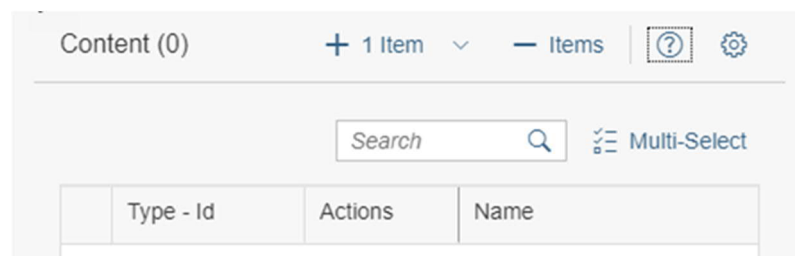 Content (0) + 1 Item − Items ?
Search Multi-Select
Type - Id Actions Name